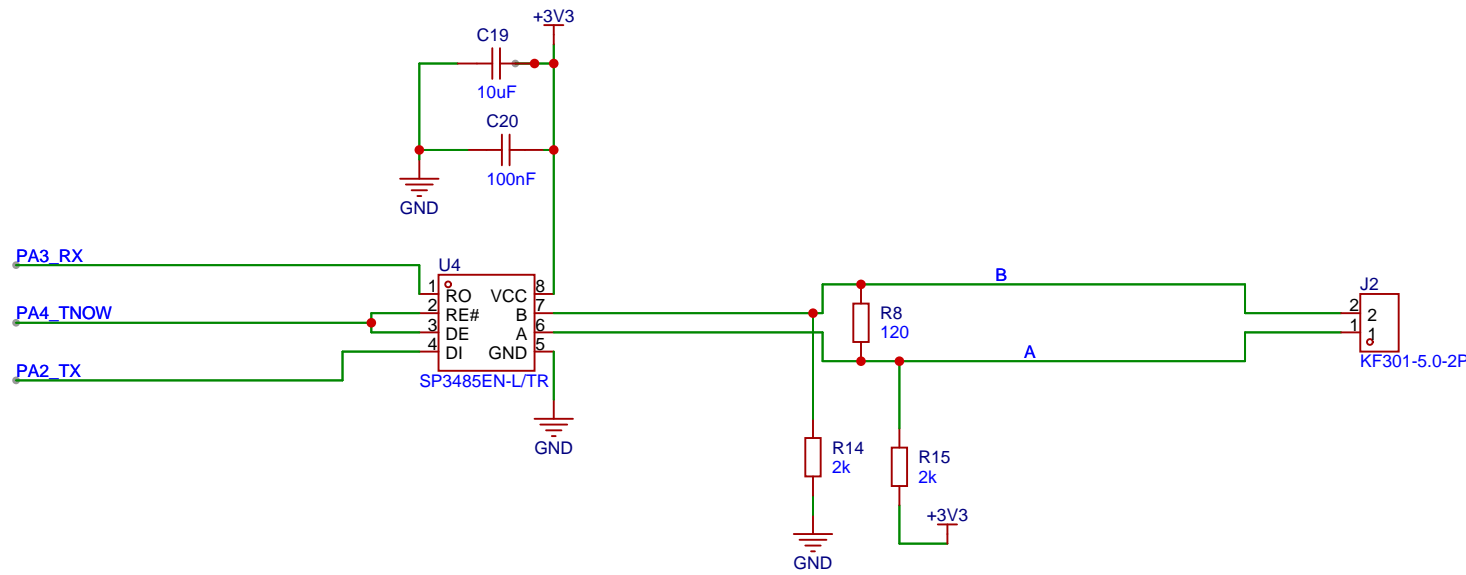 +3V3
C19
10uF
C20
100nF
GND
PA3_RX
PA4_TNOW
PA2_TX
U4
1 RO VCC 8
2 RE# B 7
3 DE A 6
4 DI GND 5
SP3485EN-L/TR
GND
B
R8
120
A
J2
2 2
1 1
KF301-5.0-2P
R14
2k
R15
2k
+3V3
GND